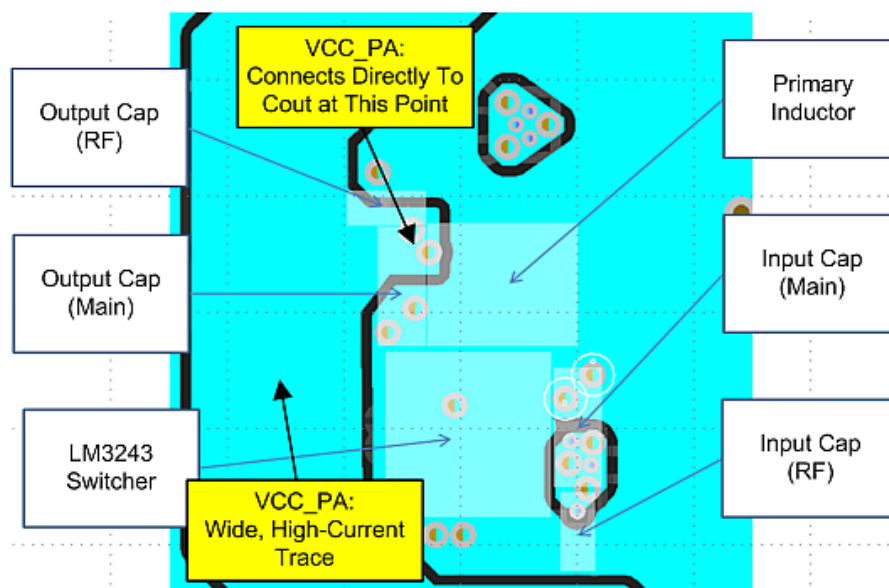 VCC_PA:
Connects Directly To
Cout at This Point
Output Cap
(RF)
Primary
Inductor
Output Cap
(Main)
Input Cap
(Main)
LM3243
Switcher
Input Cap
(RF)
VCC_PA:
Wide, High-Current
Trace